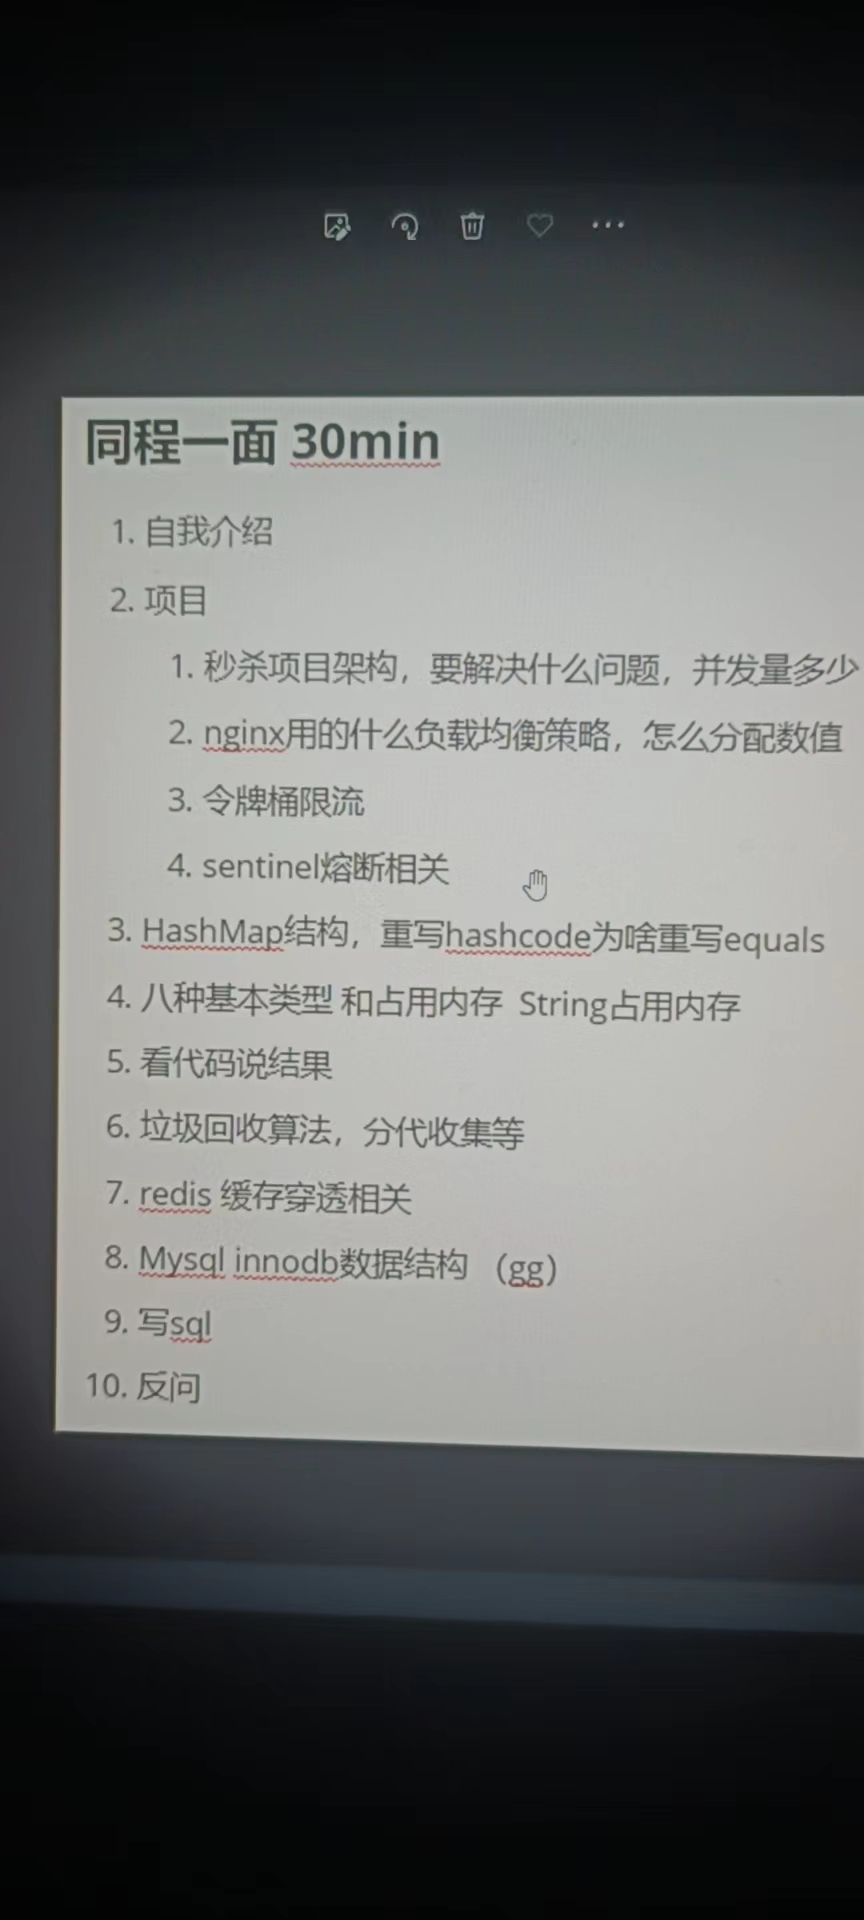 同程一面 30min
1. 自我介绍
2. 项目
1. 秒杀项目架构，要解决什么问题，并发量多少
2. nginx用的什么负载均衡策略，怎么分配数值
3. 令牌桶限流
4. sentinel熔断相关
3. HashMap结构，重写hashcode为啥重写equals
4. 八种基本类型 和占用内存 String占用内存
5. 看代码说结果
6. 垃圾回收算法，分代收集等
7. redis 缓存穿透相关
8. Mysql innodb数据结构 （gg）
9. 写sql
10. 反问